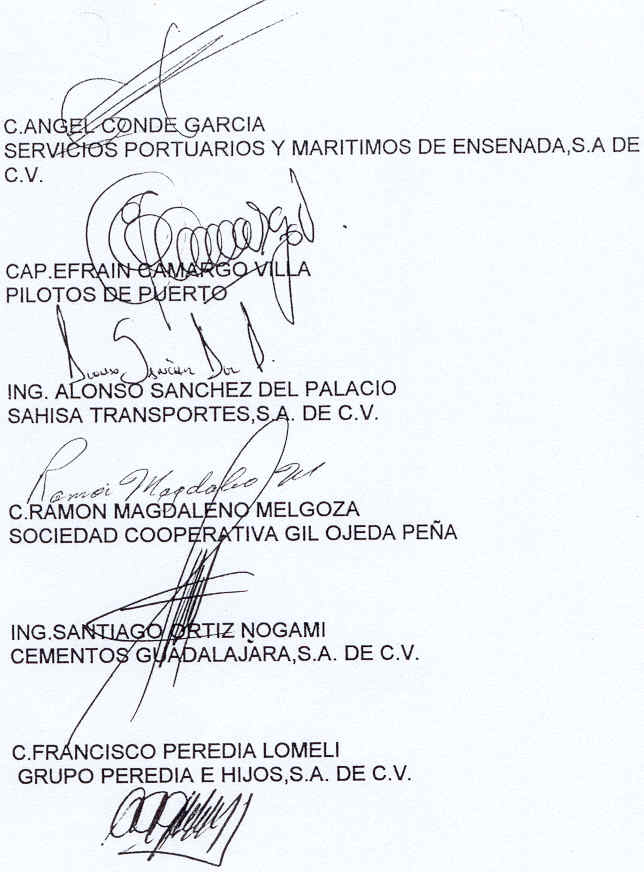 C.ANGEL CONDE GARCIA
SERVICIOS PORTUARIOS Y MARITIMOS DE ENSENADA,S.A DE
C.V.
CAP.EFRAIN CAMARGO VILLA
PILOTOS DE PUERTO
ING. ALONSO SANCHEZ DEL PALACIO
SAHISA TRANSPORTES,S.A. DE C.V.
Ramon Magdaleno
C.RAMON MAGDALENO MELGOZA
SOCIEDAD COOPERATIVA GIL OJEDA PEÑA
ING.SANTIAGO ORTIZ NOGAMI
CEMENTOS GUADALAJARA,S.A. DE C.V.
C.FRANCISCO PEREDIA LOMELI
GRUPO PEREDIA E HIJOS,S.A. DE C.V.